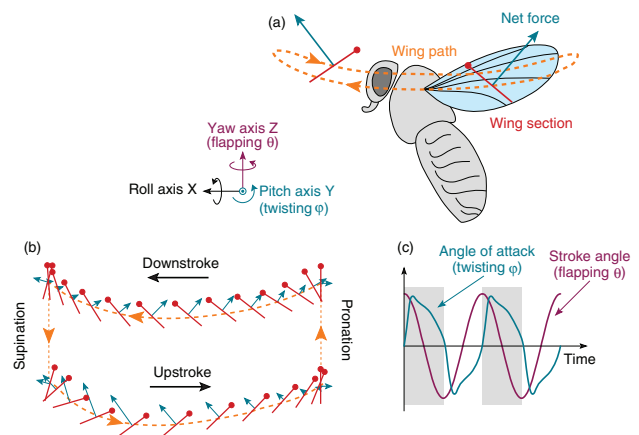 (a)
Net force
Wing path
Wing section
Yaw axis Z
(flapping θ)
Roll axis X
Pitch axis Y
(twisting φ)
(b)
Downstroke
Supination
Pronation
Upstroke
(c)
Angle of attack
(twisting φ)
Stroke angle
(flapping θ)
Time